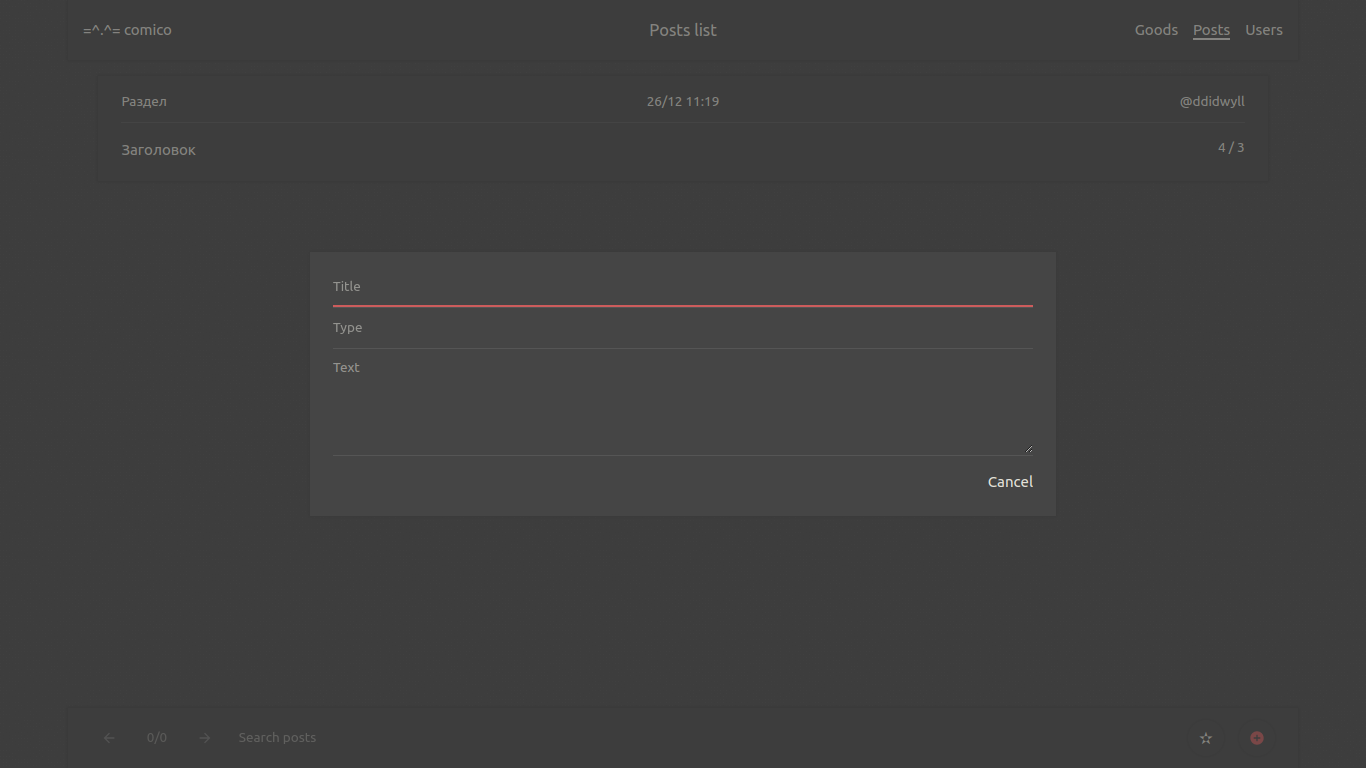 =^.^= comico Posts list Goods Posts Users
Раздел 26/12 11:19 @ddidwyll
Заголовок 4 / 3
Title
Type
Text
Cancel
0/0 Search posts